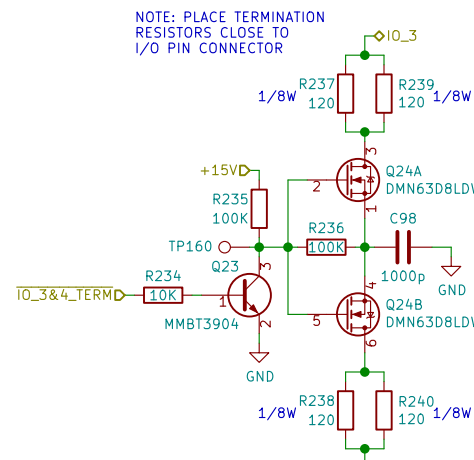 NOTE: PLACE TERMINATION
RESISTORS CLOSE TO
I/O PIN CONNECTOR
IO_3
R237
120
1/8W
R239
120
1/8W
3
+15V
Q24A
DMN63D8LD
2
1
R235
100K
C98
1000p
R236
100K
TP160
GND
Q23
3
R234
10K
IO_3&4_TERM
1
MMBT3904
2
4
Q24B
DMN63D8LD
5
6
GND
R238
120
1/8W
R240
120
1/8W